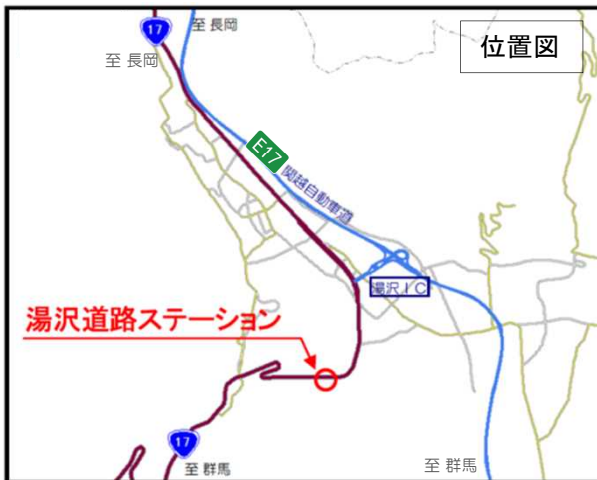 17
至 長岡
至 長岡
位置図
E17
関越自動車道
湯沢IC
湯沢道路ステーション
17
至 群馬
至 群馬